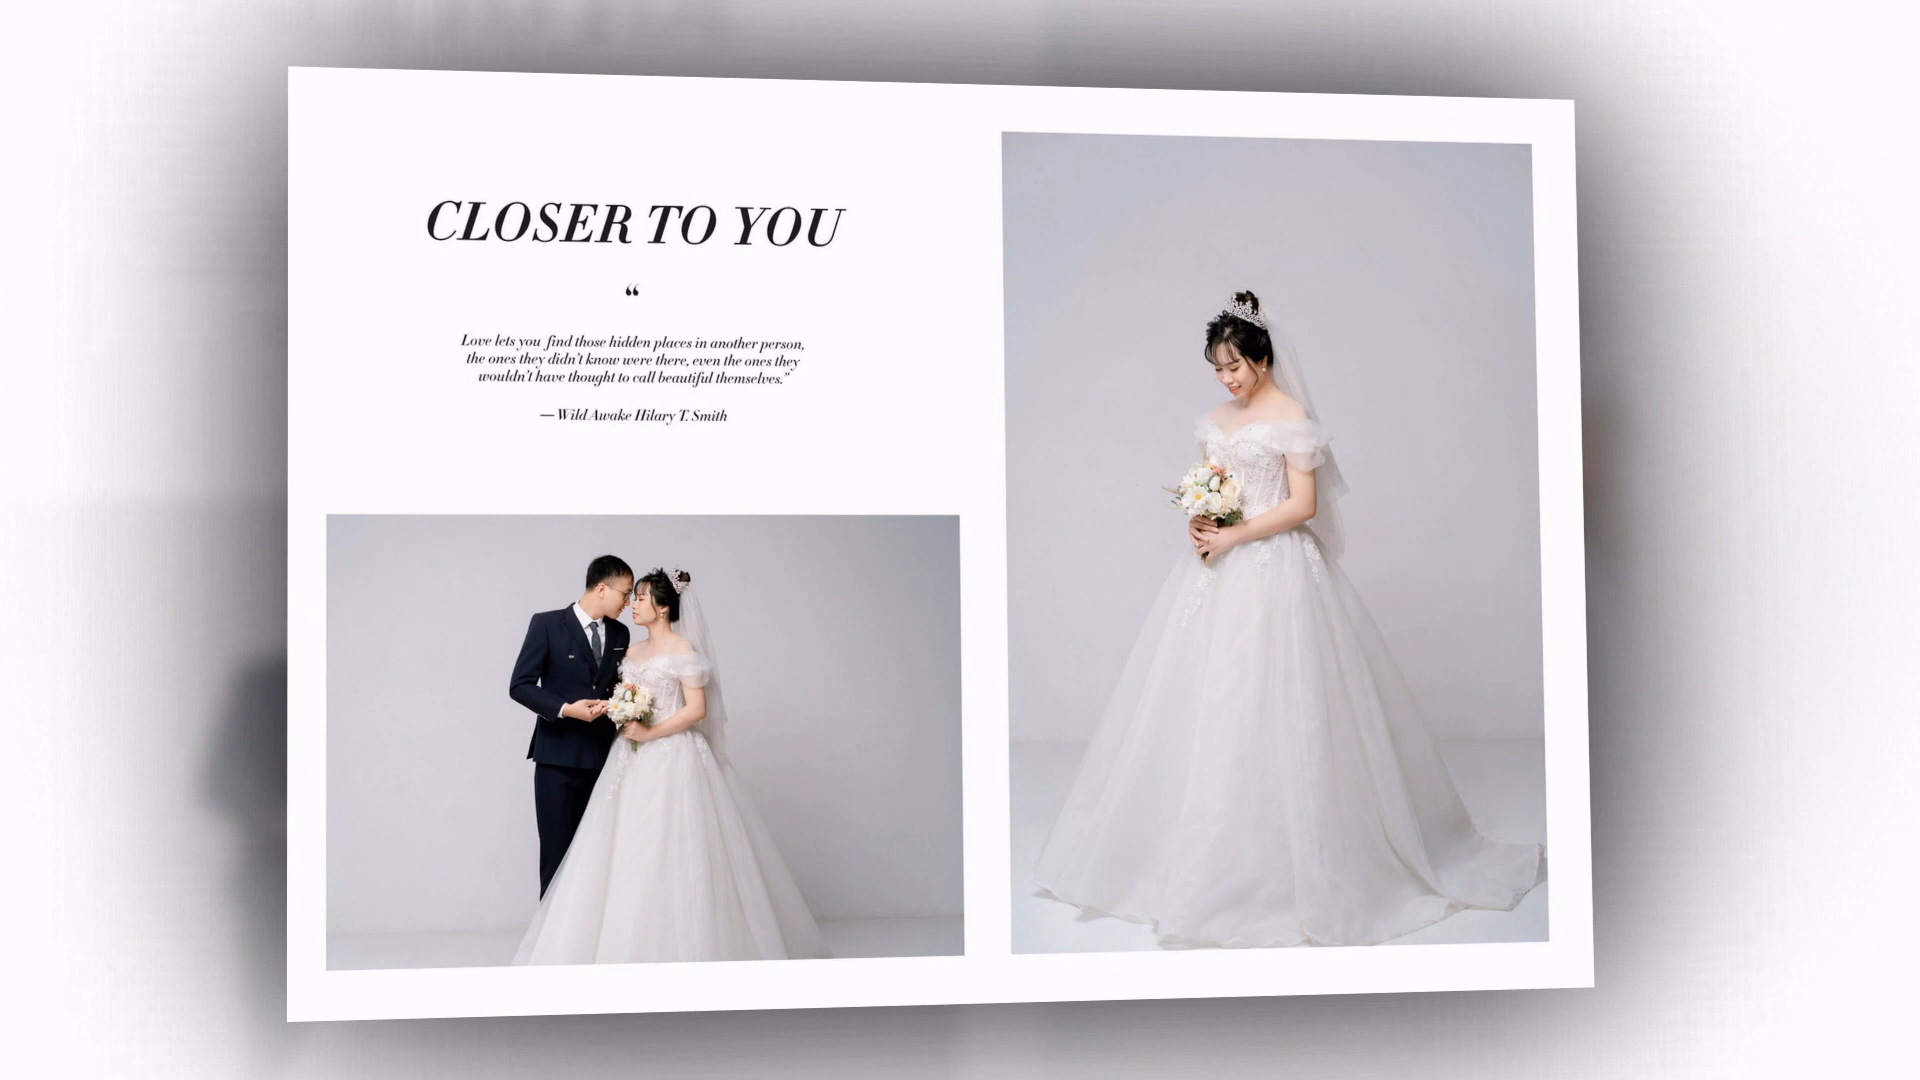 CLOSER TO YOU
“
Love lets you find those hidden places in another person,
the ones they didn’t know were there, even the ones they
wouldn’t have thought to call beautiful themselves.”
— Wild Awake Hilary T. Smith